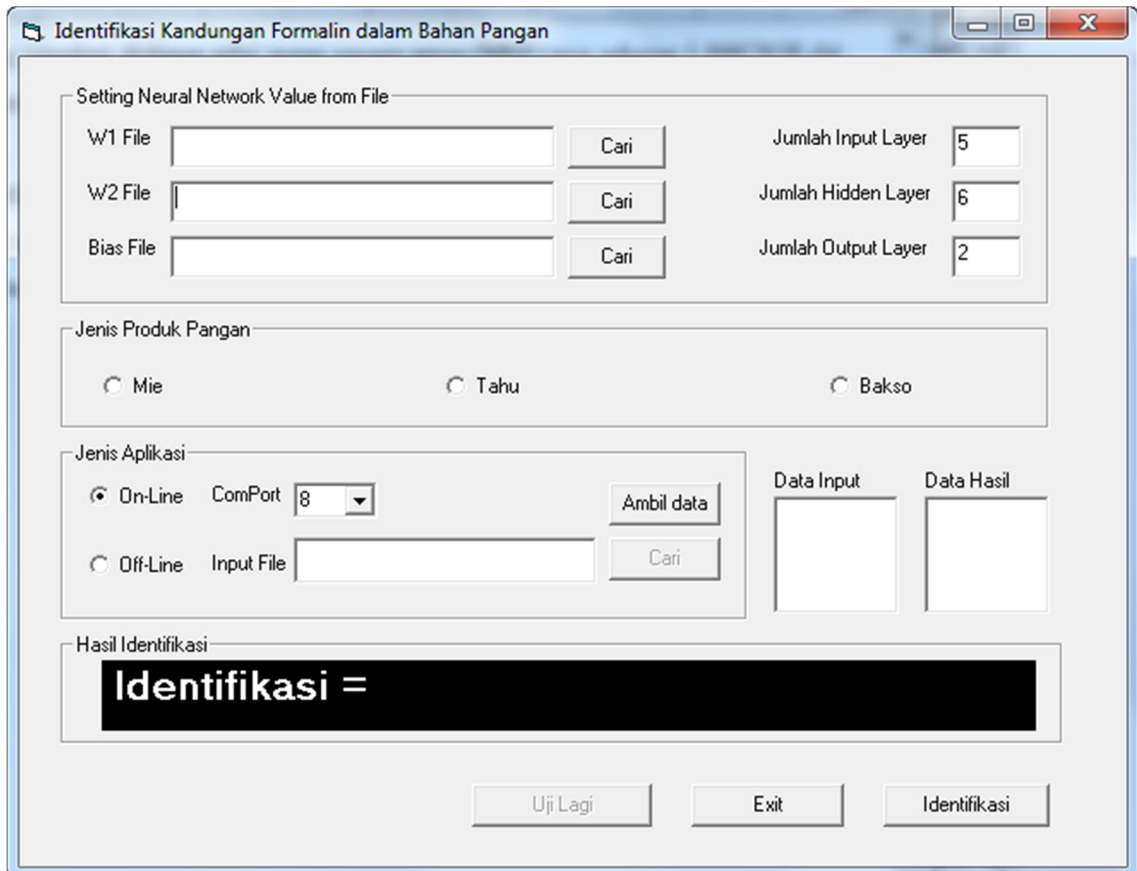 Identifikasi Kandungan Formalin dalam Bahan Pangan
Setting Neural Network Value from File
W1 File Cari Jumlah Input Layer 5
W2 File Cari Jumlah Hidden Layer 6
Bias File Cari Jumlah Output Layer 2
Jenis Produk Pangan
Mie Tahu Bakso
Jenis Aplikasi
On-Line ComPort 8 Ambil data
Off-Line Input File Cari
Data Input Data Hasil
Hasil Identifikasi
Identifikasi =
Uji Lagi Exit Identifikasi